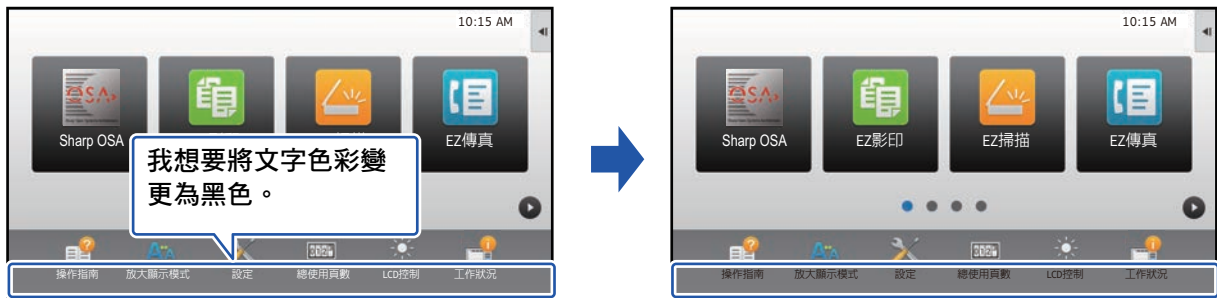 10:15 AM
Sharp OSA
EZ傳真
我想要將文字色彩變
更為黑色。
操作指南
放大顯示模式
設定
總使用頁數
LCD控制
工作狀況
10:15 AM
Sharp OSA
EZ影印
EZ掃描
EZ傳真
操作指南
放大顯示模式
設定
總使用頁數
LCD控制
工作狀況